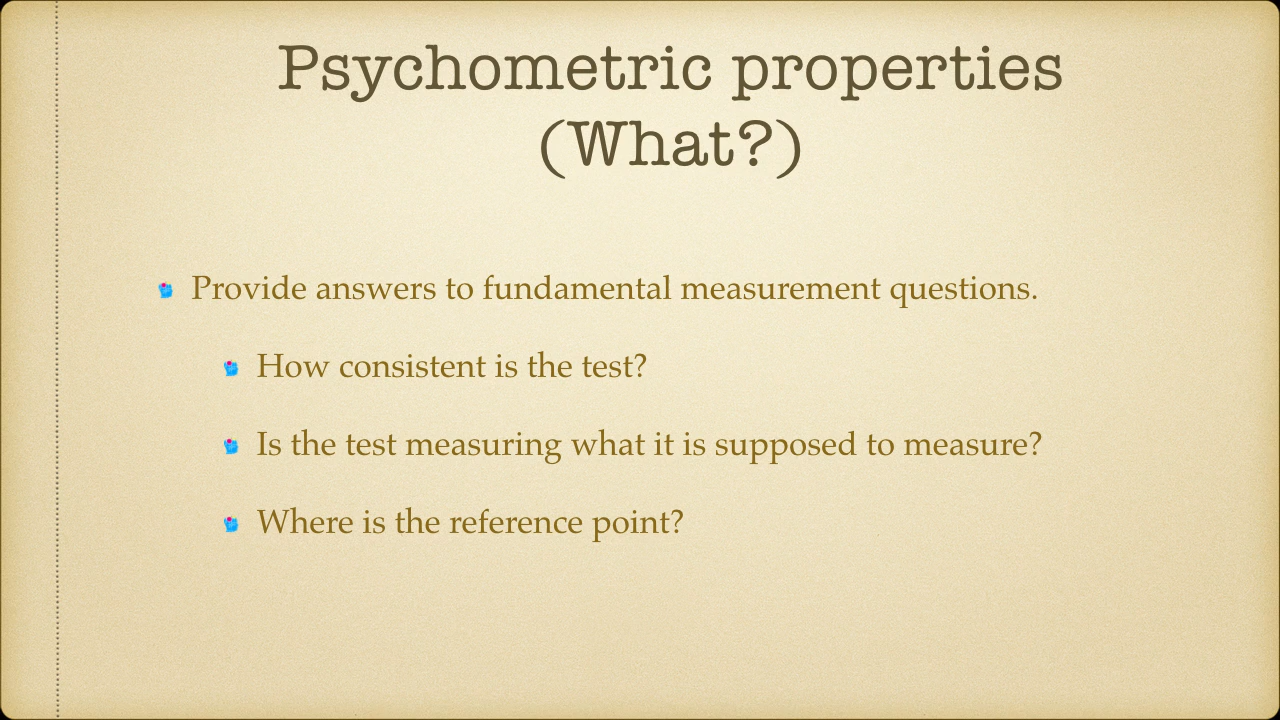 Psychometric properties
(What?)
Provide answers to fundamental measurement questions.
How consistent is the test?
Is the test measuring what it is supposed to measure?
Where is the reference point?